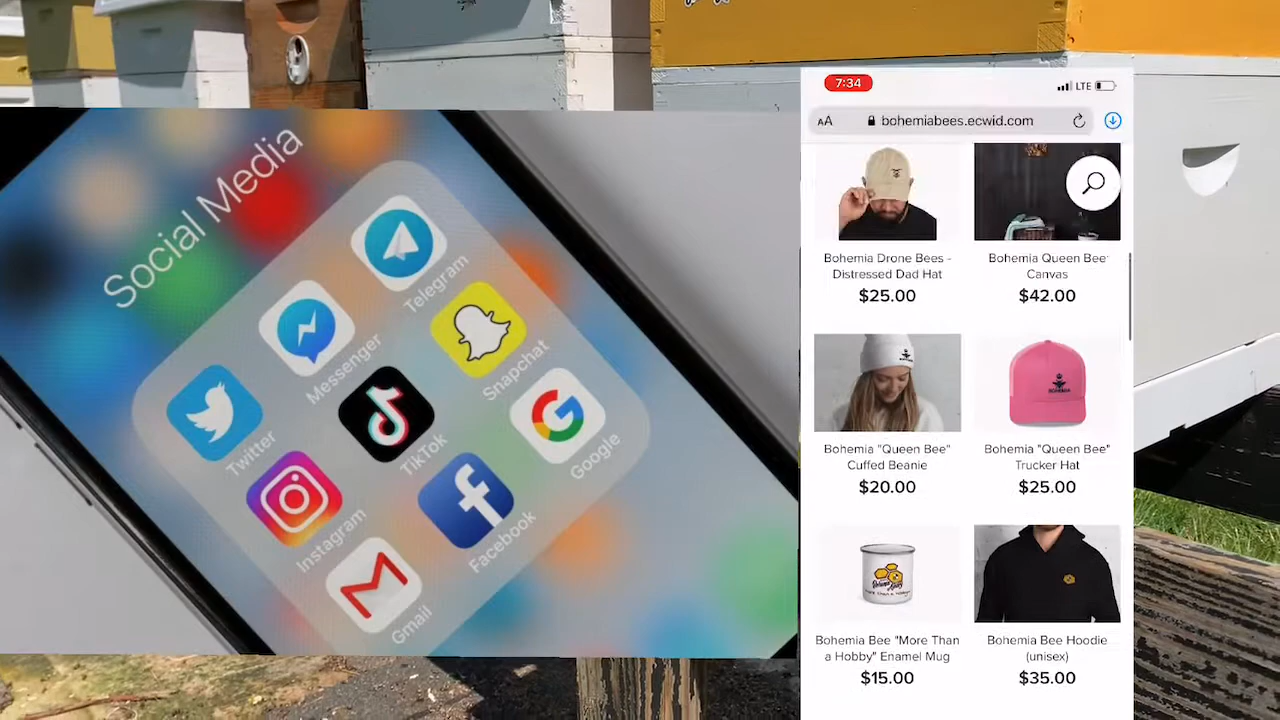 Social Media
Telegram
Messenger
Snapchat
Twitter
TikTok
Google
Instagram
Facebook
Gmail
7:34
LTE
AA
bohemiabees.ecwid.com
Bohemia Drone Bees -
Distressed Dad Hat
$25.00
Bohemia Queen Bee
Canvas
$42.00
Bohemia "Queen Bee"
Cuffed Beanie
$20.00
BOHEMIA
Bohemia "Queen Bee"
Trucker Hat
$25.00
Bohemia Bee "More Than
a Hobby" Enamel Mug
$15.00
Bohemia Bee Hoodie
(unisex)
$35.00